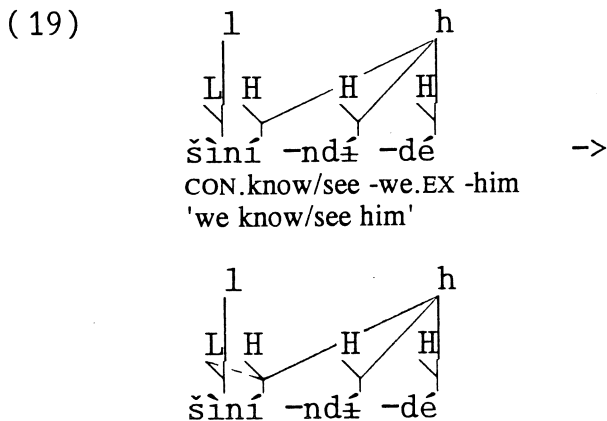 (19)
l h
L H H H
šìní -ndɨ́ -dé ->
CON.know/see -we.EX -him
'we know/see him'
l h
L H H H
šìní -ndɨ́ -dé